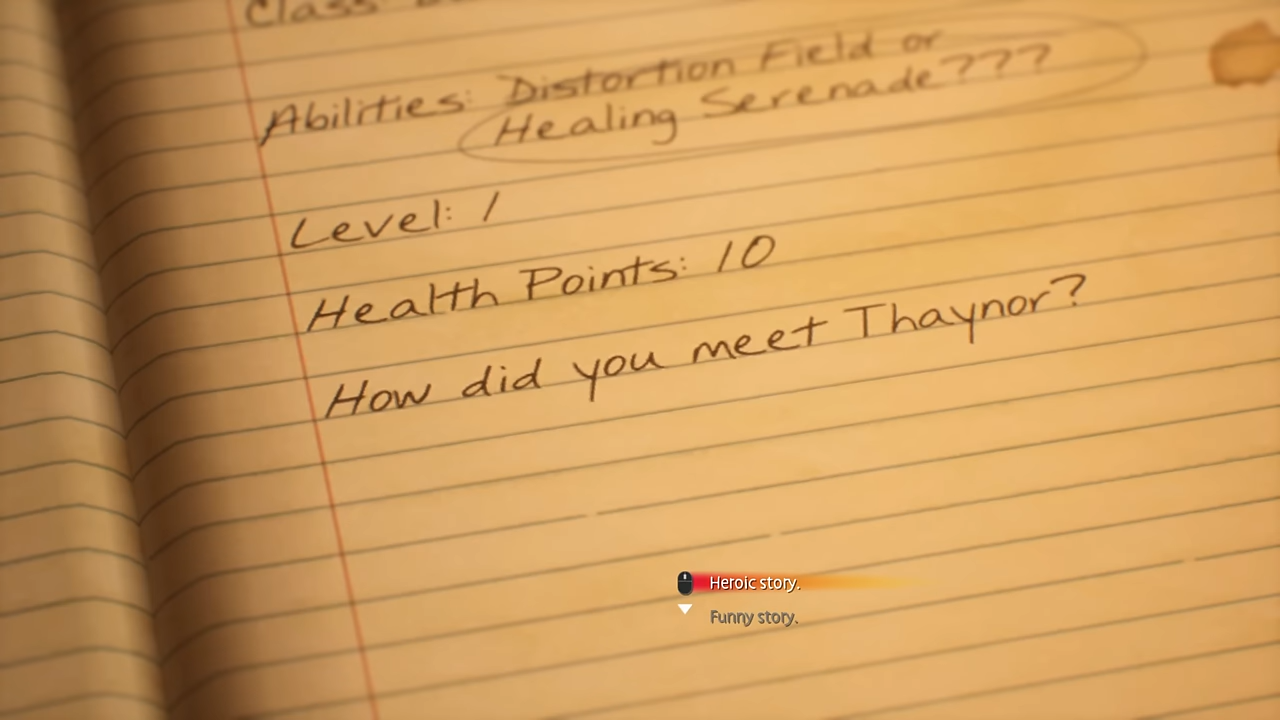 Class
Abilities: Distortion Field or
Healing Serenade???
Level: 1
Health Points: 10
How did you meet Thaynor?
Heroic story.
Funny story.